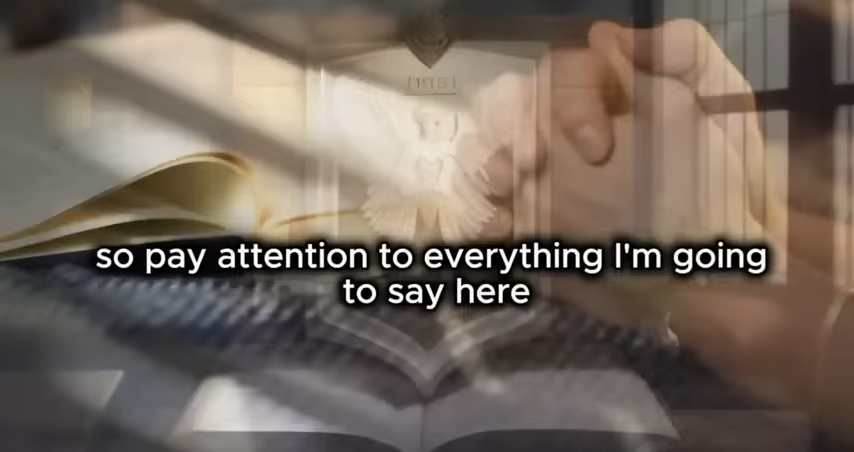 so pay attention to everything I'm going
to say here